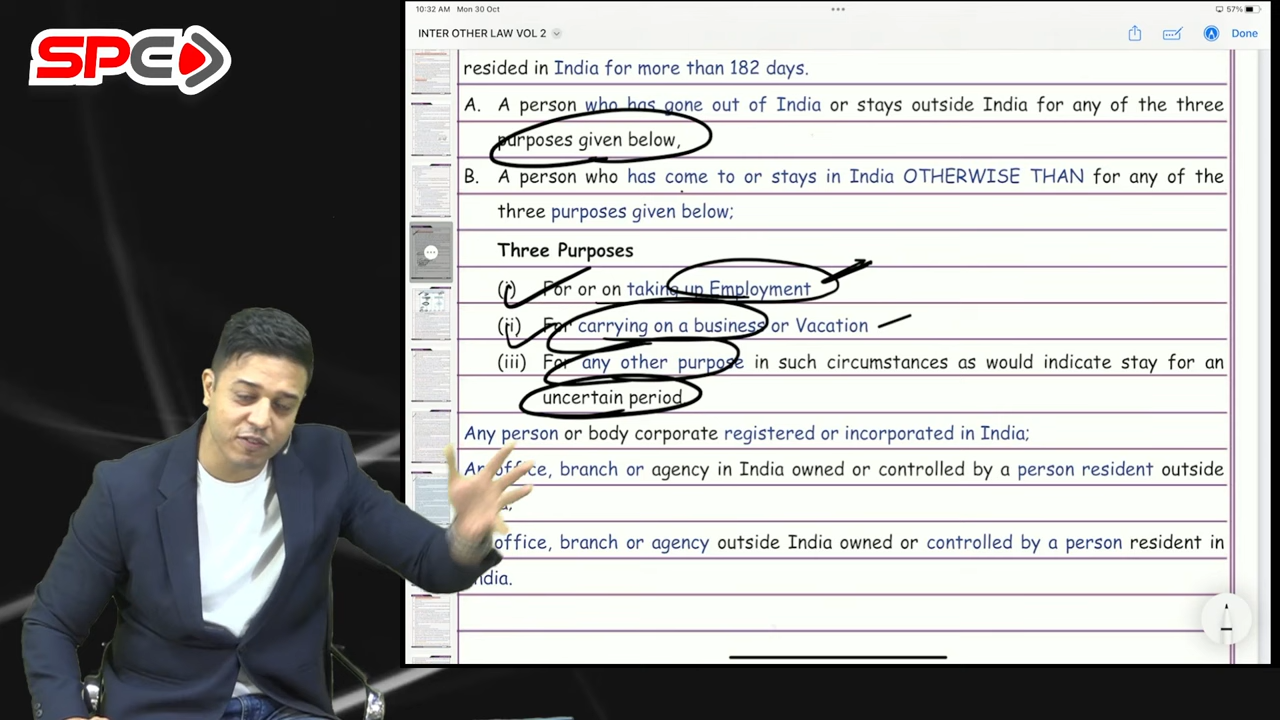 SPE
10:32 AM Mon 30 Oct
57%
INTER OTHER LAW VOL 2
Done
resided in India for more than 182 days.
A. A person who has gone out of India or stays outside India for any of the three
purposes given below,
B. A person who has come to or stays in India OTHERWISE THAN for any of the
three purposes given below;
Three Purposes
(i) For or on taking up Employment
(ii) For carrying on a business or Vacation
For other purpose circumstances would indicate stay for an
uncertain period
Any person or body corporate registered or incorporated in India;
An office, branch or agency in India owned or controlled by a person resident outside
office, branch or agency outside India owned or controlled by a person resident in
India.